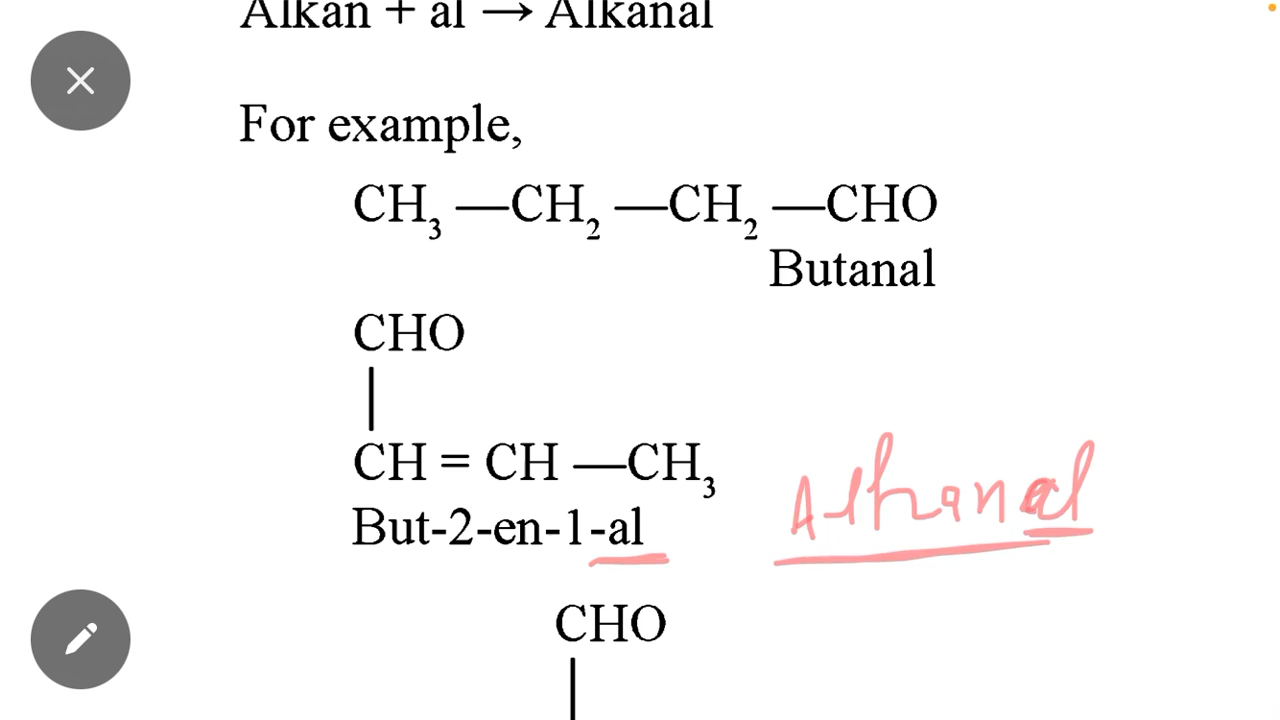 Alkan + al → Alkanal
For example,
CH₃ —CH₂ —CH₂ —CHO
Butanal
CHO
|
CH = CH —CH₃
But-2-en-1-al
Alkanal
CHO
|